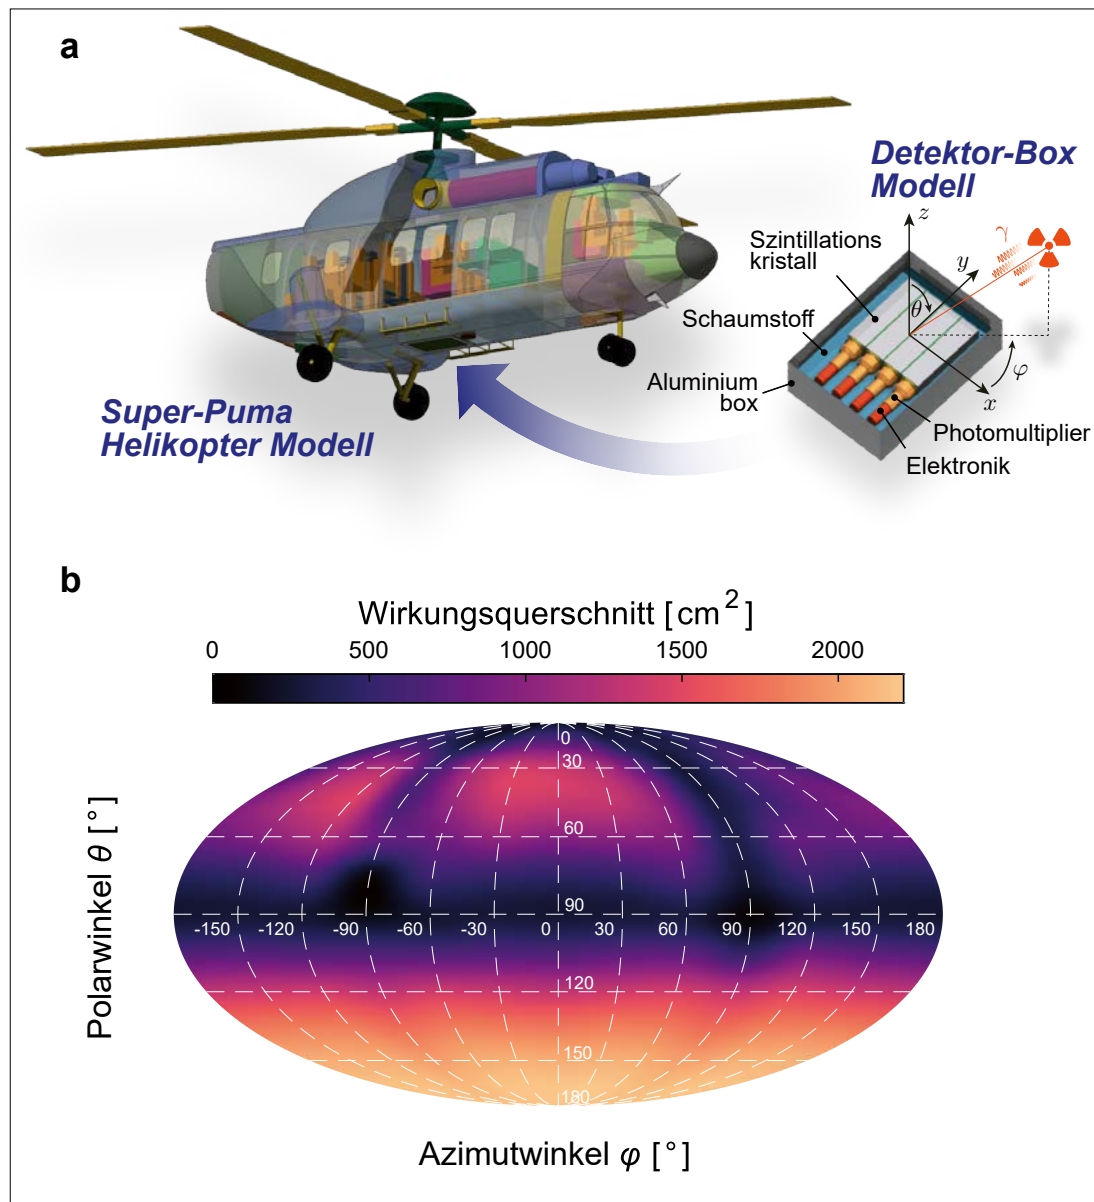 a
Detektor-Box
Modell
z
γ
Szintillations
kristall
y
θ
Schaumstoff
φ
Aluminium
box
x
Super-Puma
Helikopter Modell
Photomultiplier
Elektronik
b
Wirkungsquerschnitt [cm²]
0 500 1000 1500 2000
0
30
60
90
-150 -120 -90 -60 -30 0 30 60 90 120 150 180
120
150
180
Polarwinkel θ [°]
Azimutwinkel φ [°]